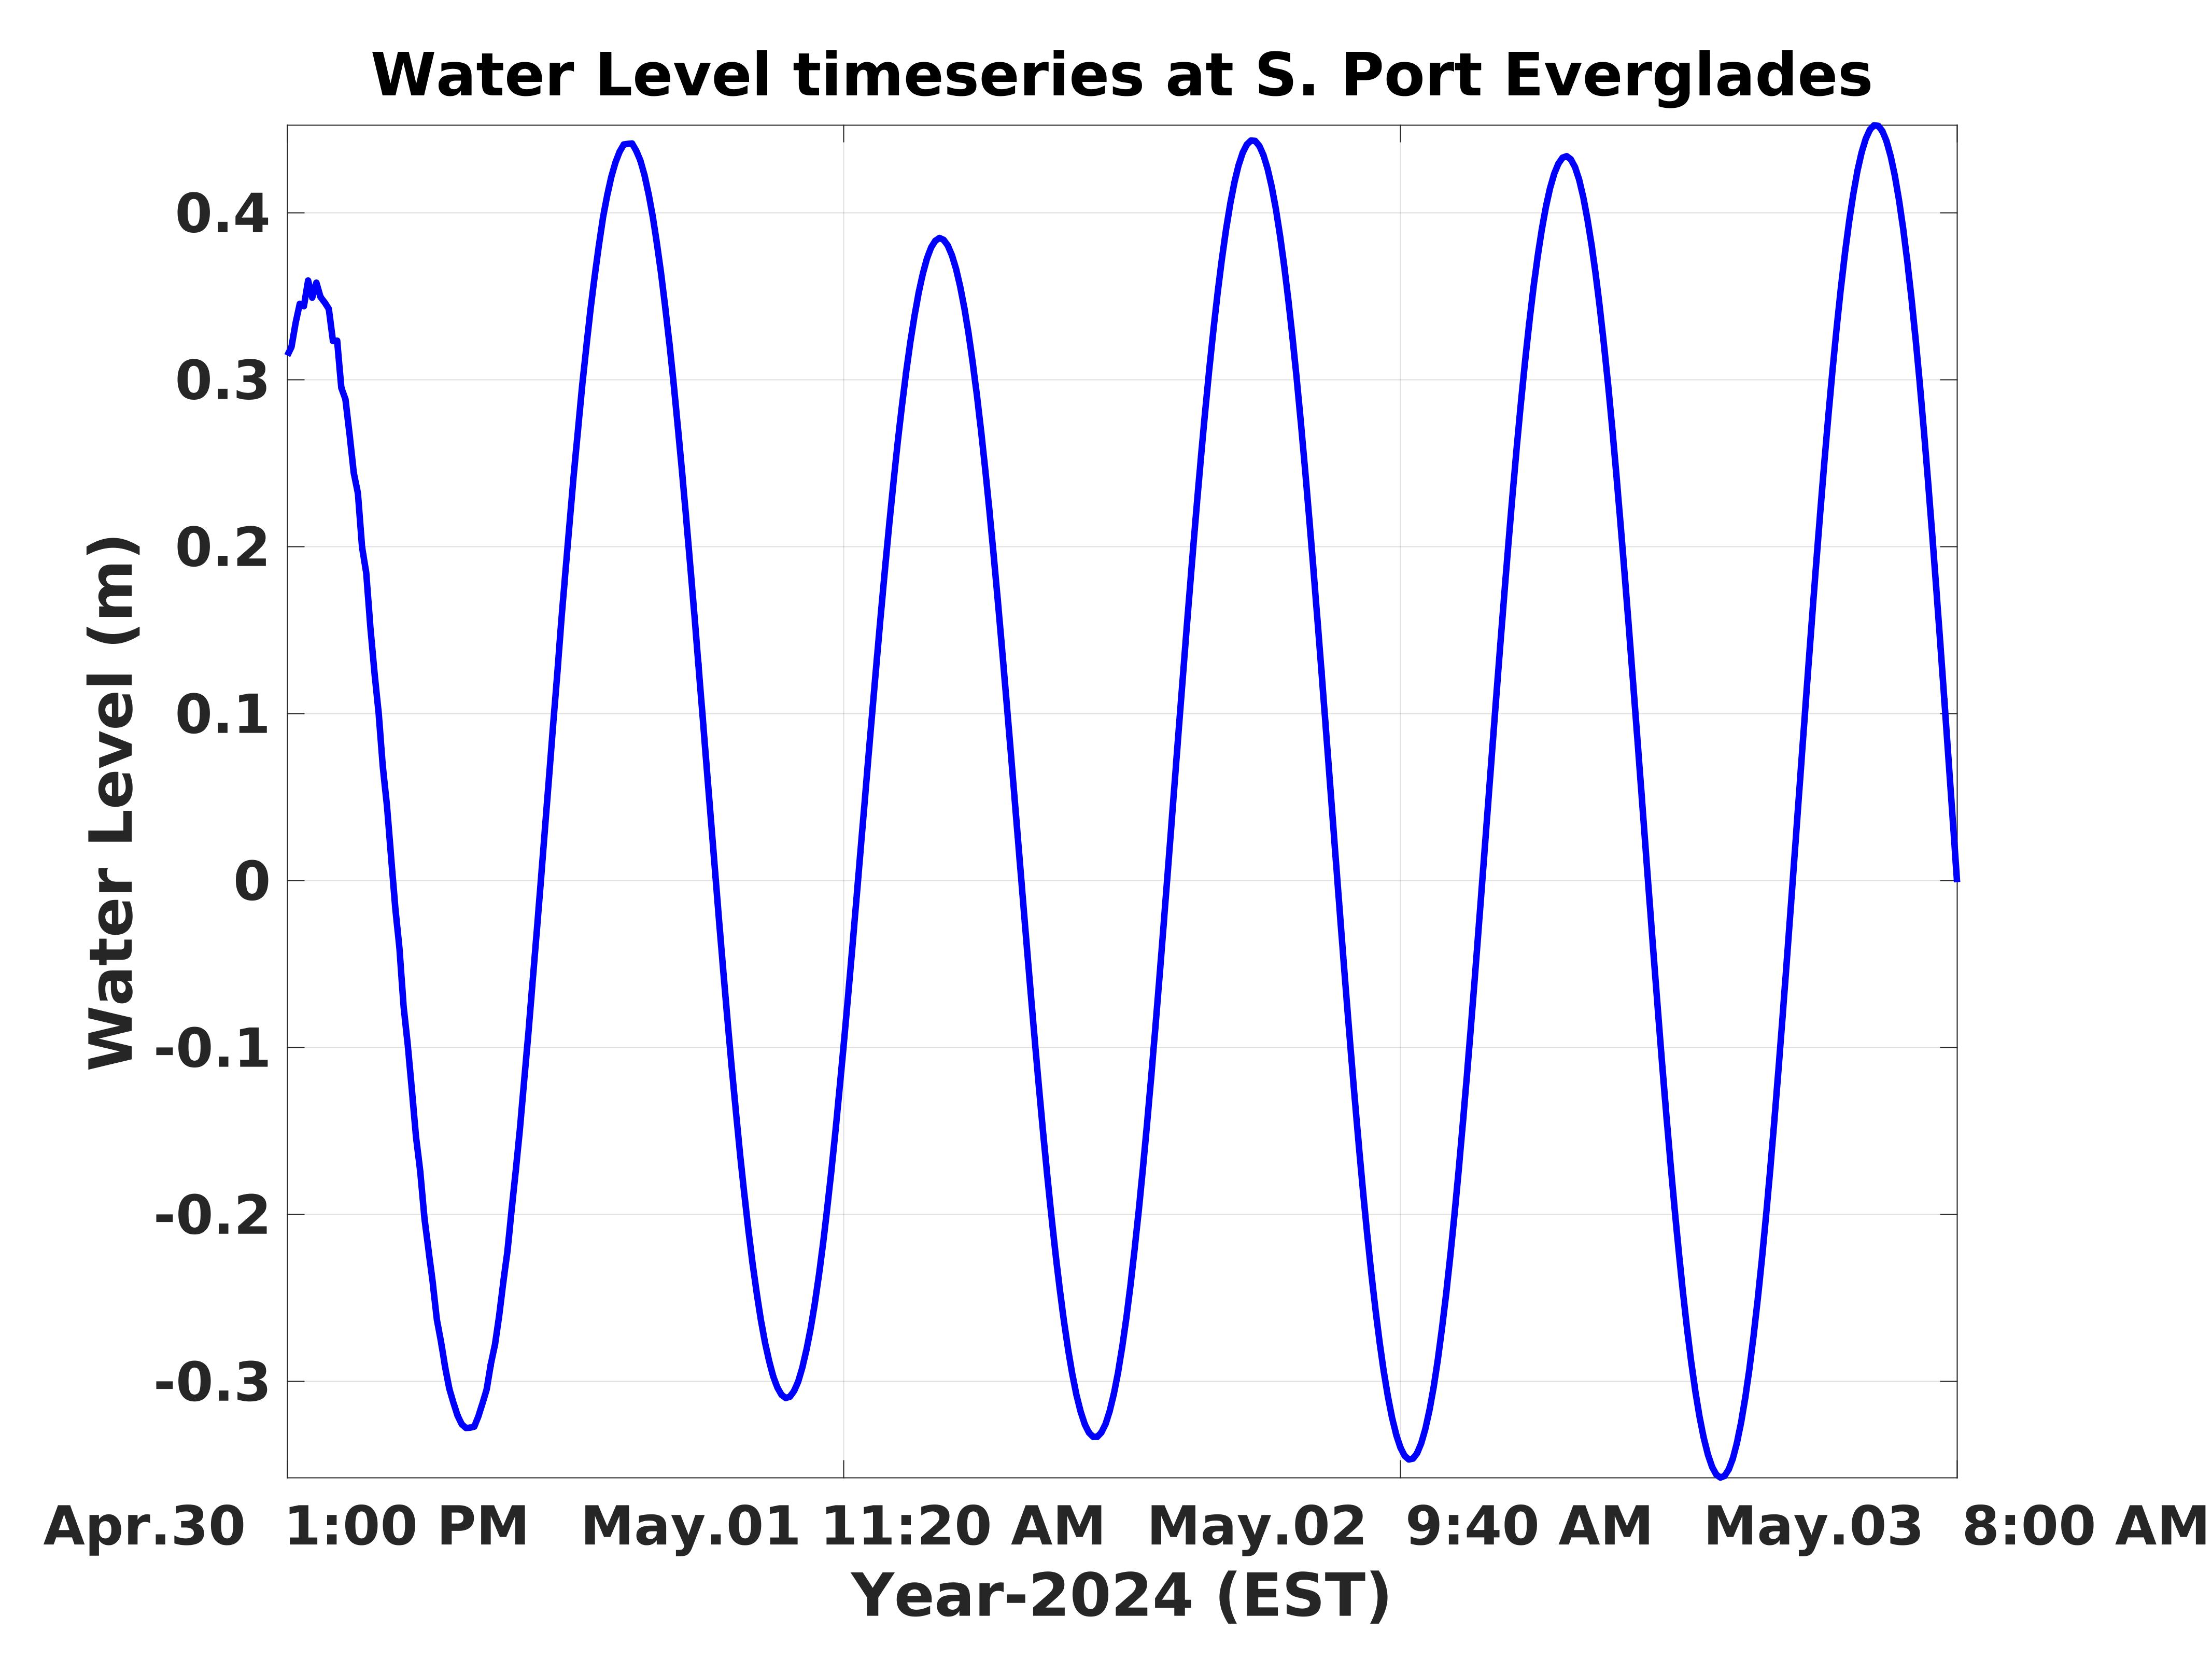 Water Level timeseries at S. Port Everglades
Water Level (m)
0.4
0.3
0.2
0.1
0
-0.1
-0.2
-0.3
Apr.30 1:00 PM May.01 11:20 AM May.02 9:40 AM May.03 8:00 AM
Year-2024 (EST)